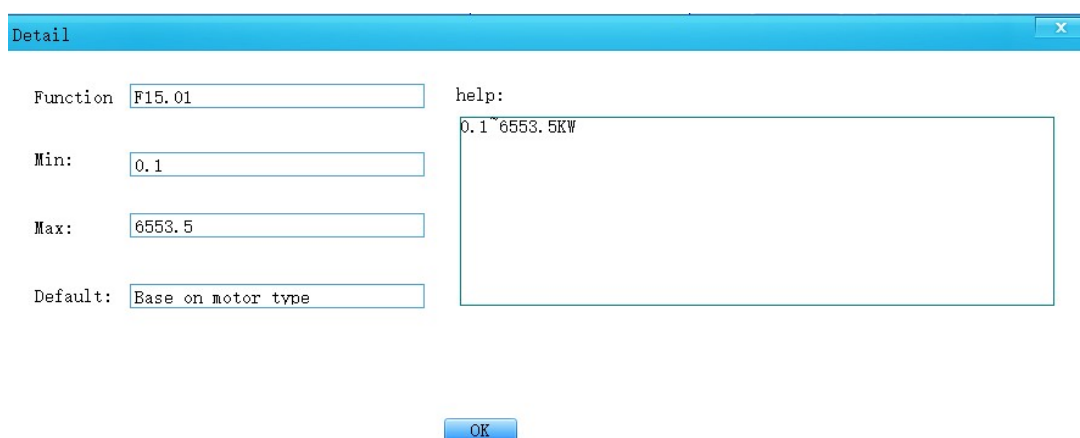 Detail
x
Function F15.01
help:
0.1~6553.5KW
Min: 0.1
Max: 6553.5
Default: Base on motor type
OK